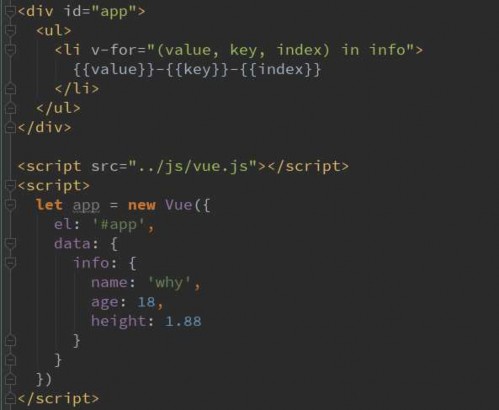 <div id="app">
  <ul>
    <li v-for="(value, key, index) in info">
      {{value}}-{{key}}-{{index}}
    </li>
  </ul>
</div>

<script src="../js/vue.js"></script>
<script>
  let app = new Vue({
    el: '#app',
    data: {
      info: {
        name: 'why',
        age: 18,
        height: 1.88
      }
    }
  })
</script>